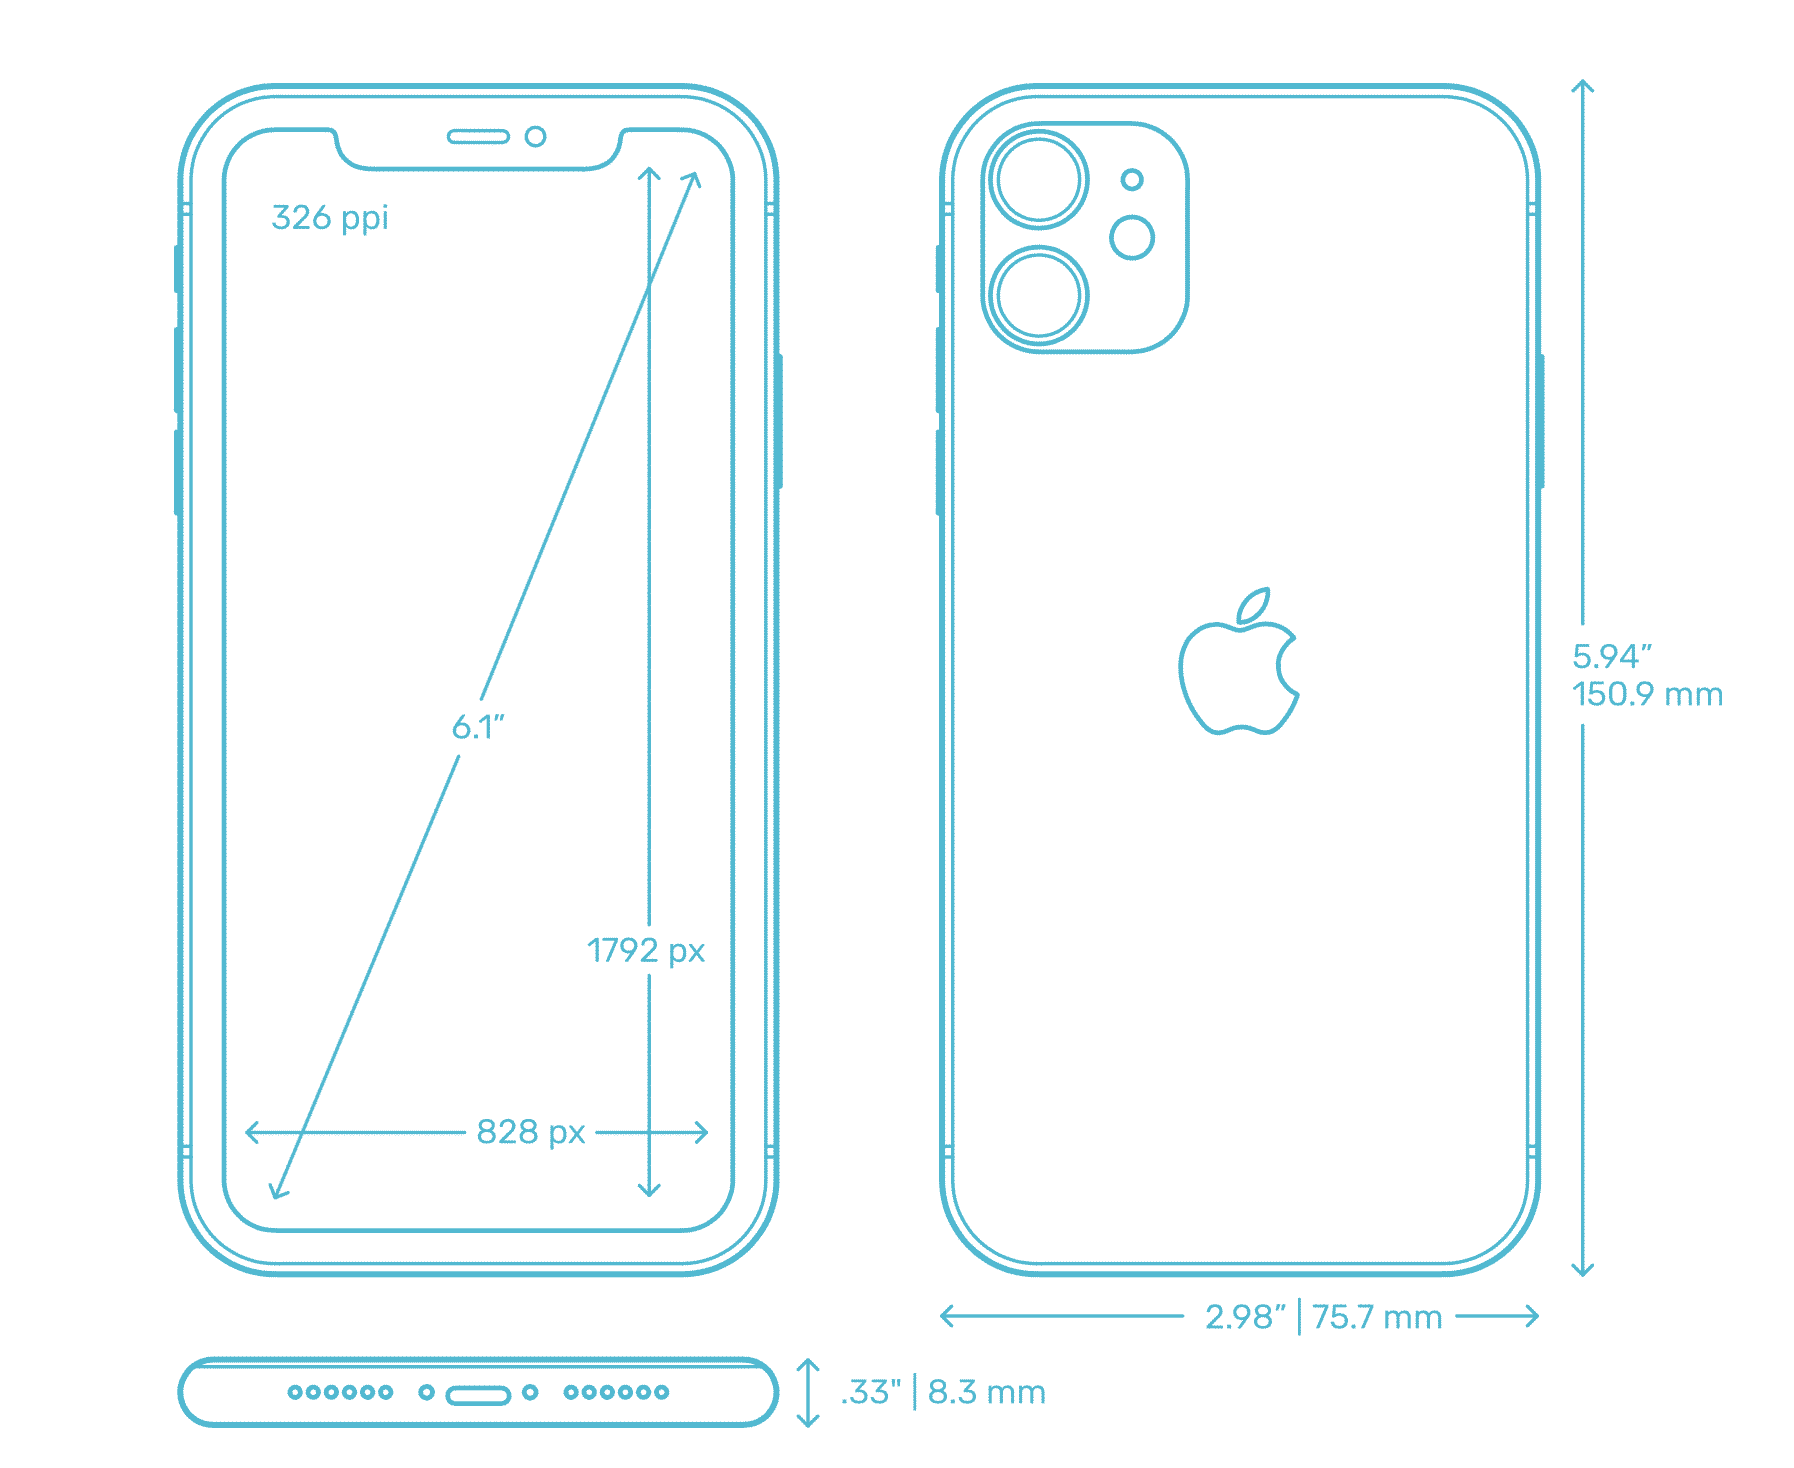 326 ppi
6.1”
1792 px
828 px
5.94”
150.9 mm
2.98” | 75.7 mm
.33" | 8.3 mm